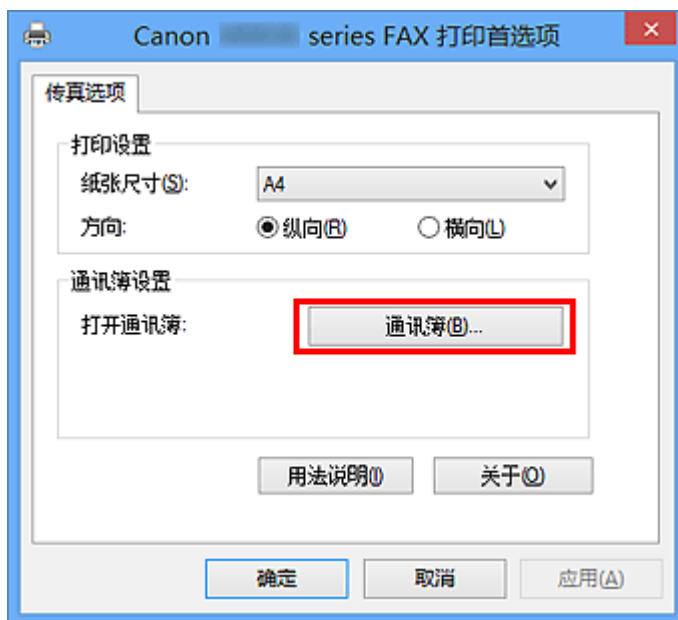 Canon series FAX 打印首选项
传真选项
打印设置
纸张尺寸(S): A4
方向: 纵向(R) 横向(L)
通讯簿设置
打开通讯簿: 通讯簿(B)...
用法说明(I) 关于(O)
确定 取消 应用(A)